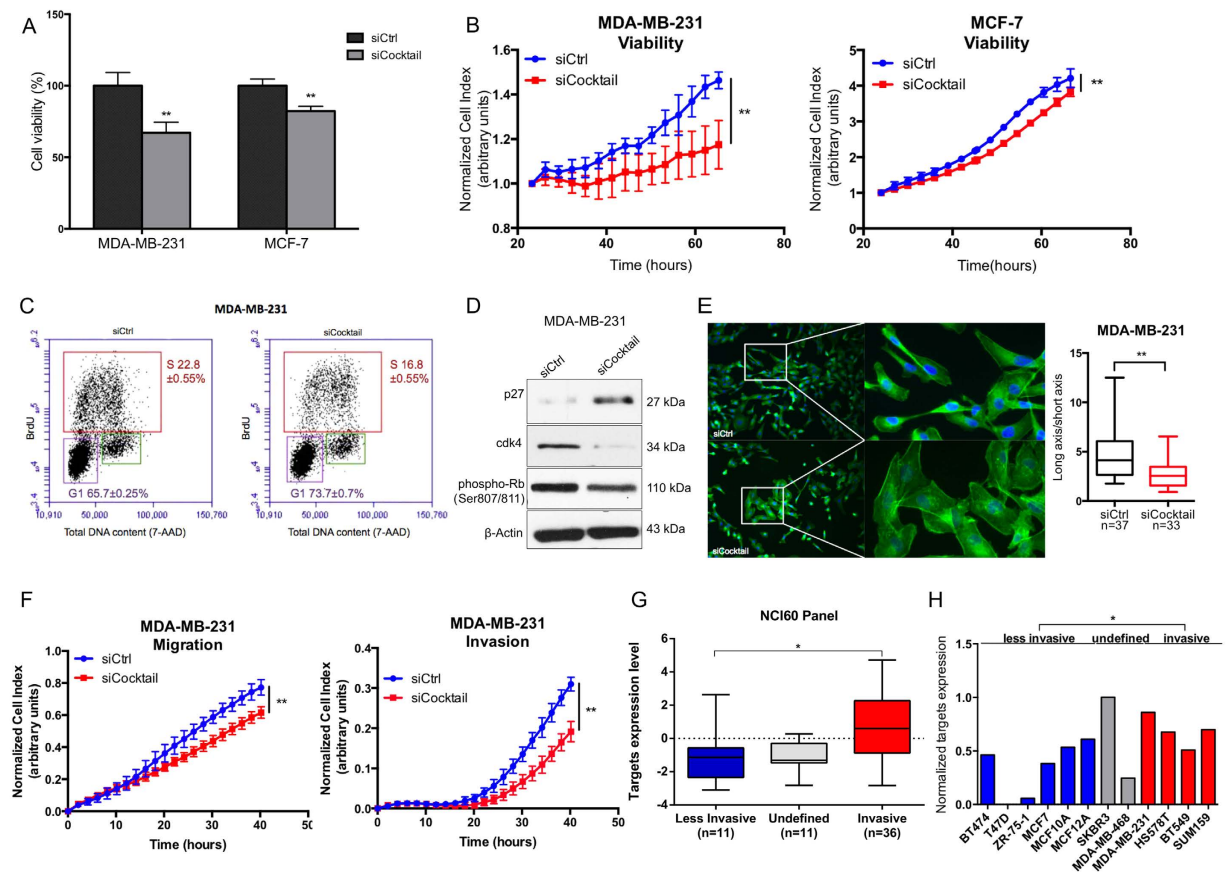 A
150
100
50
0
Cell viability (%)
siCtrl
siCocktail
**
**
MDA-MB-231
MCF-7
B
MDA-MB-231
Viability
siCtrl
siCocktail
Normalized Cell Index
(arbitrary units)
1.6
1.4
1.2
1.0
0.8
20
40
60
80
Time (hours)
**
MCF-7
Viability
siCtrl
siCocktail
Normalized Cell Index
(arbitrary units)
5
4
3
2
1
0
20
40
60
80
Time(hours)
**
C
MDA-MB-231
siCtrl
S 22.8
±0.55%
G1 65.7±0.25%
BrdU
10,910
50,000
100,000
150,760
Total DNA content (7-AAD)
siCocktail
S 16.8
±0.55%
G1 73.7±0.7%
BrdU
10,910
50,000
100,000
150,760
Total DNA content (7-AAD)
D
MDA-MB-231
siCtrl
siCocktail
p27
27 kDa
cdk4
34 kDa
phospho-Rb
(Ser807/811)
110 kDa
β-Actin
43 kDa
E
siCtrl
siCocktail
MDA-MB-231
Long axis/short axis
15
10
5
0
**
siCtrl
n=37
siCocktail
n=33
F
MDA-MB-231
Migration
siCtrl
siCocktail
Normalized Cell Index
(arbitrary units)
1.0
0.8
0.6
0.4
0.2
0.0
0
10
20
30
40
50
Time (hours)
**
MDA-MB-231
Invasion
siCtrl
siCocktail
Normalized Cell Index
(arbitrary units)
0.4
0.3
0.2
0.1
0.0
0
10
20
30
40
50
Time (hours)
**
G
NCI60 Panel
Targets expression level
6
4
2
0
-2
-4
*
Less Invasive
(n=11)
Undefined
(n=11)
Invasive
(n=36)
H
*
less invasive
undefined
invasive
Normalized targets expression
1.5
1.0
0.5
0.0
BT474
T47D
ZR-75-1
MCF7
MCF10A
MCF12A
SKBR3
MDA-MB-468
MDA-MB-231
HS578T
BT549
SUM159